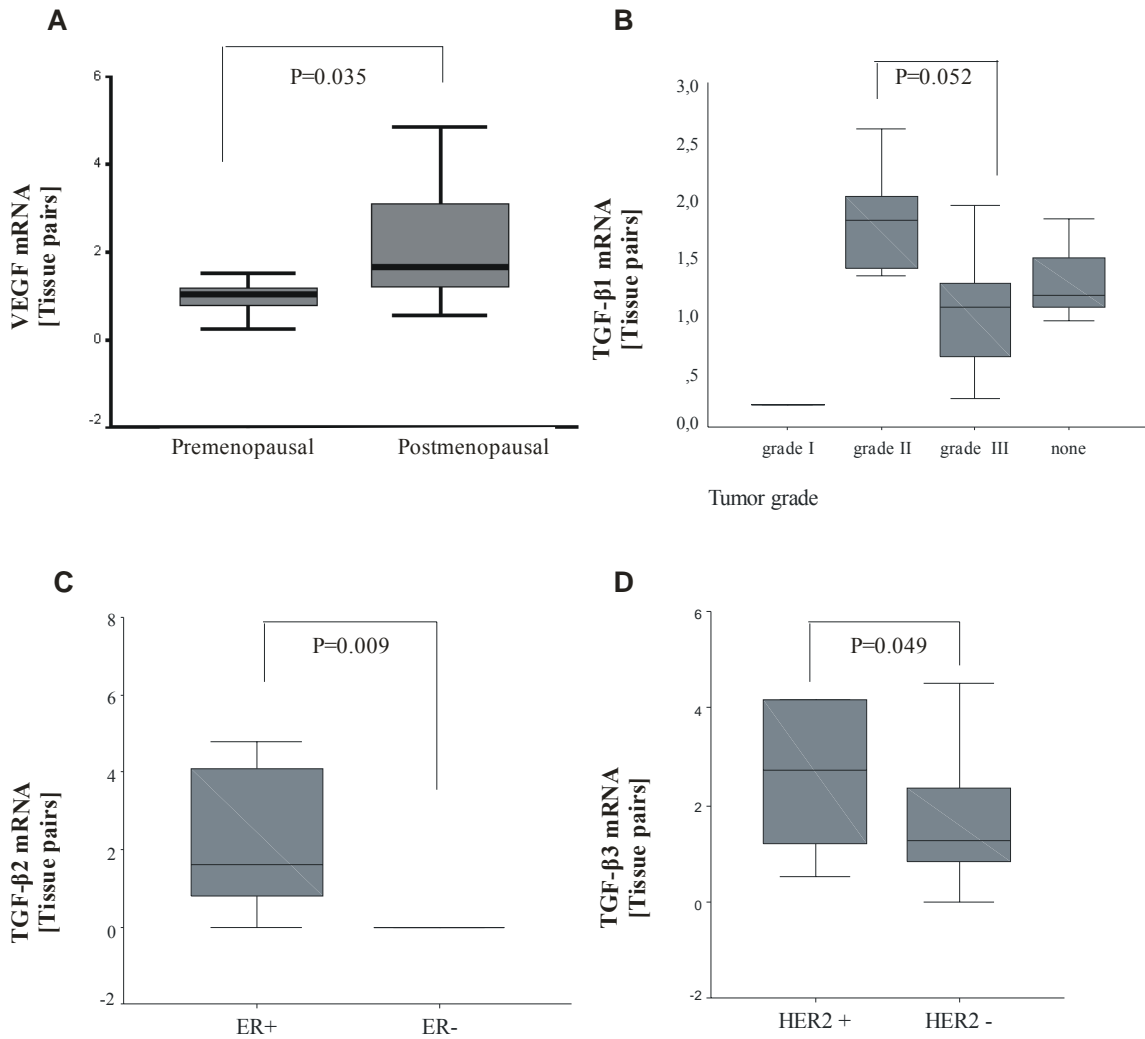 A
P=0.035
6
4
2
0
-2
VEGF mRNA
[Tissue pairs]
Premenopausal
Postmenopausal
B
P=0.052
3,0
2,5
2,0
1,5
1,0
,5
0,0
TGF-β1 mRNA
[Tissue pairs]
grade I
grade II
grade III
none
Tumor grade
C
P=0.009
8
6
4
2
0
-2
TGF-β2 mRNA
[Tissue pairs]
ER+
ER-
D
P=0.049
6
4
2
0
-2
TGF-β3 mRNA
[Tissue pairs]
HER2 +
HER2 -